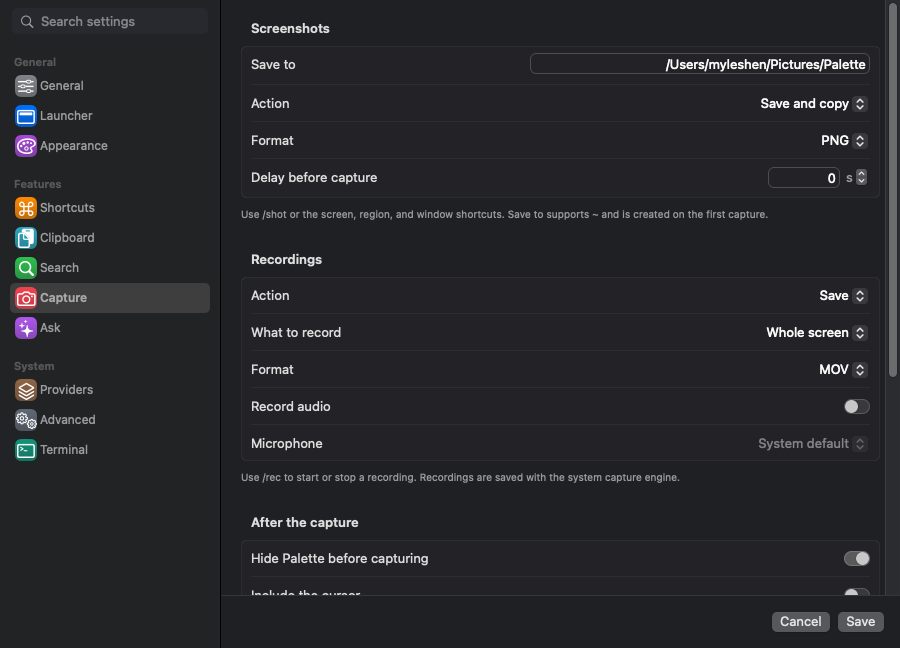 Search settings
General
General
Launcher
Appearance
Features
Shortcuts
Clipboard
Search
Capture
Ask
System
Providers
Advanced
Terminal
Screenshots
Save to /Users/myleshen/Pictures/Palette
Action Save and copy
Format PNG
Delay before capture 0 s
Use /shot or the screen, region, and window shortcuts. Save to supports ~ and is created on the first capture.
Recordings
Action Save
What to record Whole screen
Format MOV
Record audio
Microphone System default
Use /rec to start or stop a recording. Recordings are saved with the system capture engine.
After the capture
Hide Palette before capturing
Include the cursor
Cancel Save